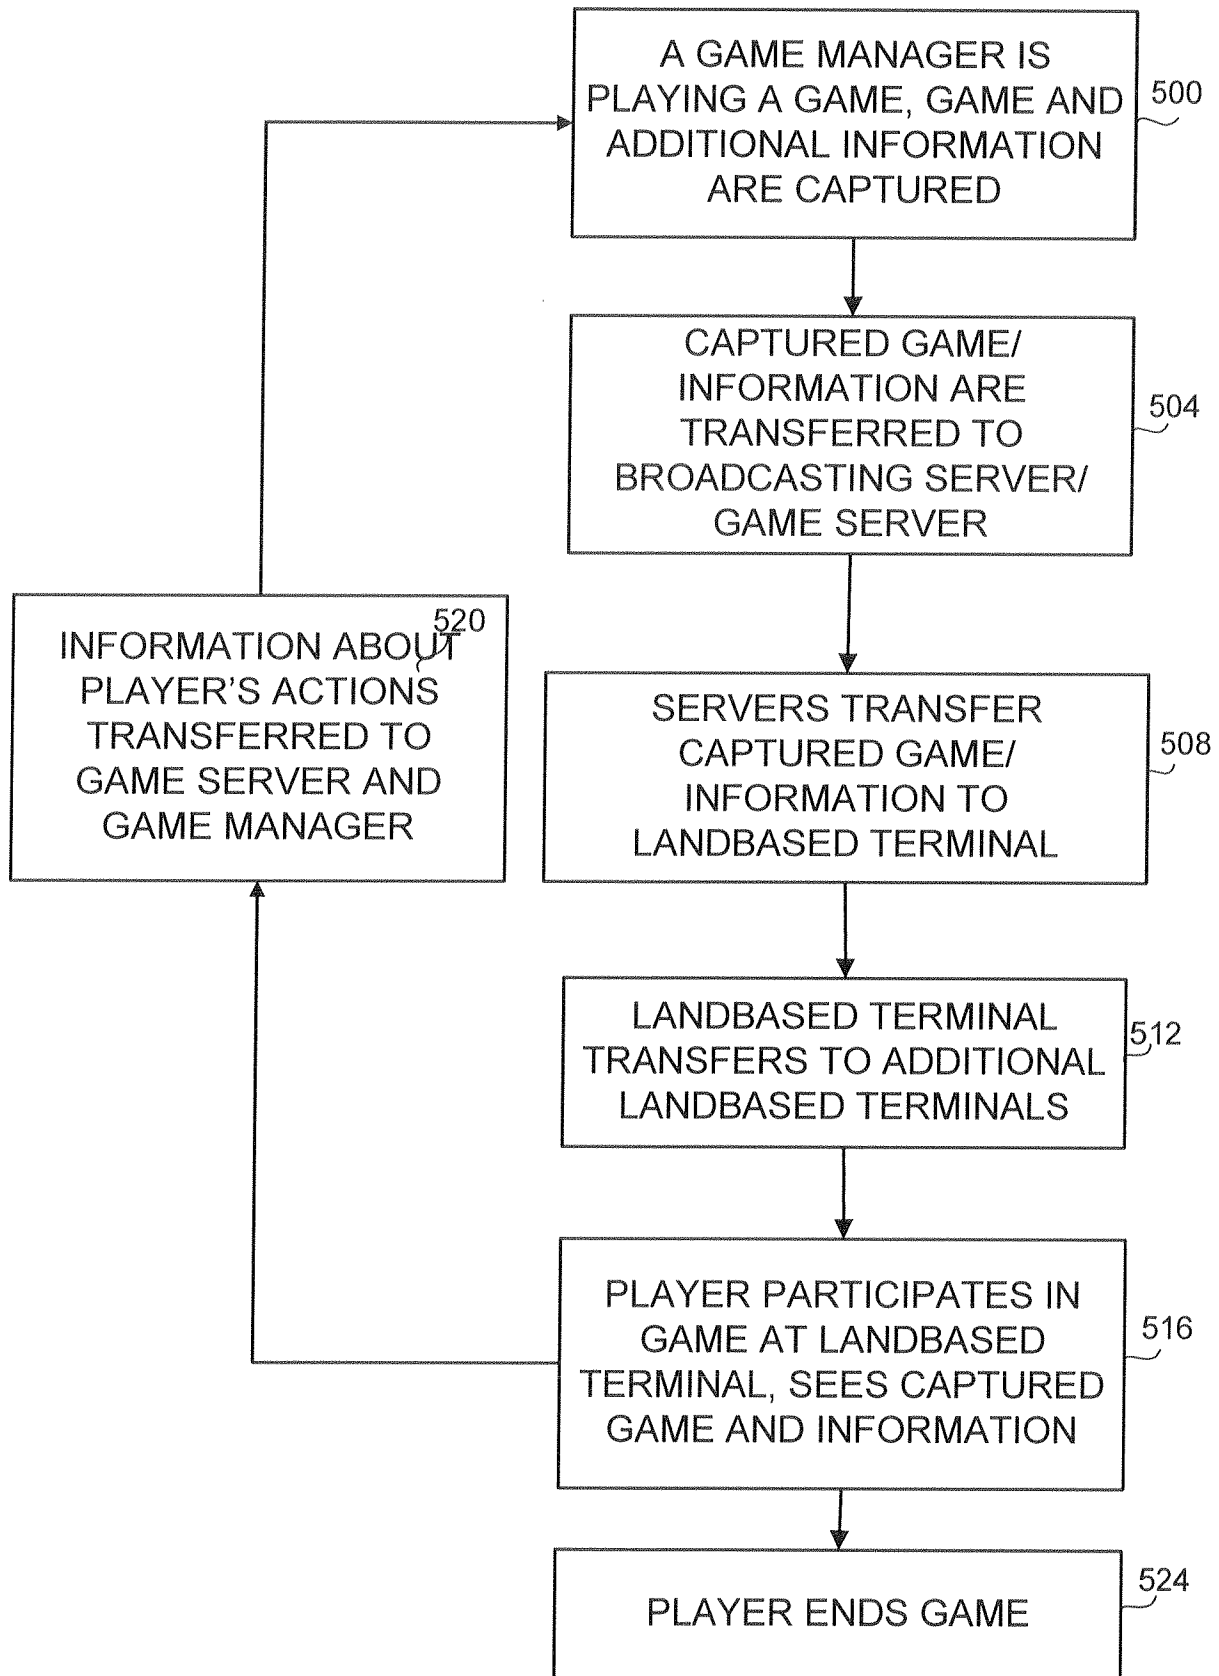 A GAME MANAGER IS
PLAYING A GAME, GAME AND
ADDITIONAL INFORMATION
ARE CAPTURED
500
CAPTURED GAME/
INFORMATION ARE
TRANSFERRED TO
BROADCASTING SERVER/
GAME SERVER
504
520
INFORMATION ABOUT
PLAYER'S ACTIONS
TRANSFERRED TO
GAME SERVER AND
GAME MANAGER
SERVERS TRANSFER
CAPTURED GAME/
INFORMATION TO
LANDBASED TERMINAL
508
LANDBASED TERMINAL
TRANSFERS TO ADDITIONAL
LANDBASED TERMINALS
512
PLAYER PARTICIPATES IN
GAME AT LANDBASED
TERMINAL, SEES CAPTURED
GAME AND INFORMATION
516
PLAYER ENDS GAME
524